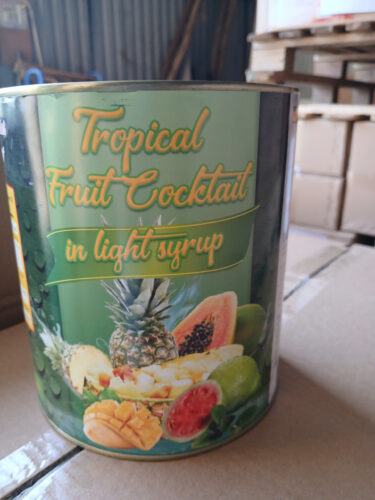 Tropical
Fruit Cocktail
in light syrup